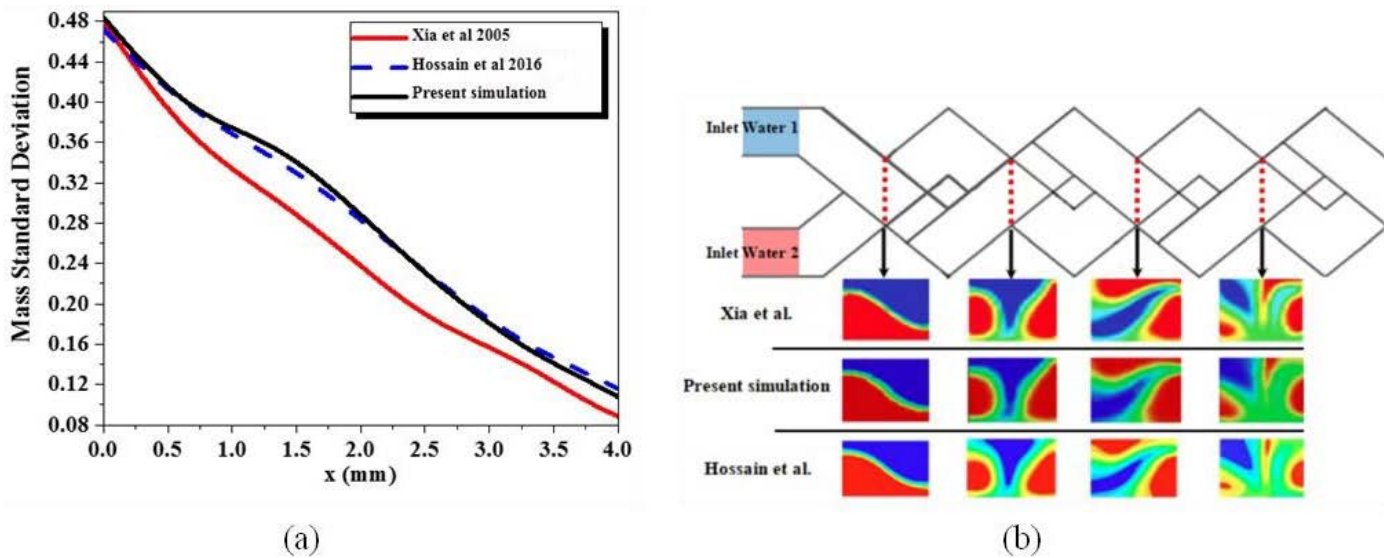 0.48
0.44
0.40
0.36
0.32
0.28
0.24
0.20
0.16
0.12
0.08
Mass Standard Deviation
Xia et al 2005
Hossain et al 2016
Present simulation
0.0 0.5 1.0 1.5 2.0 2.5 3.0 3.5 4.0
x (mm)
(a)
Inlet Water 1
Inlet Water 2
Xia et al.
Present simulation
Hossain et al.
(b)